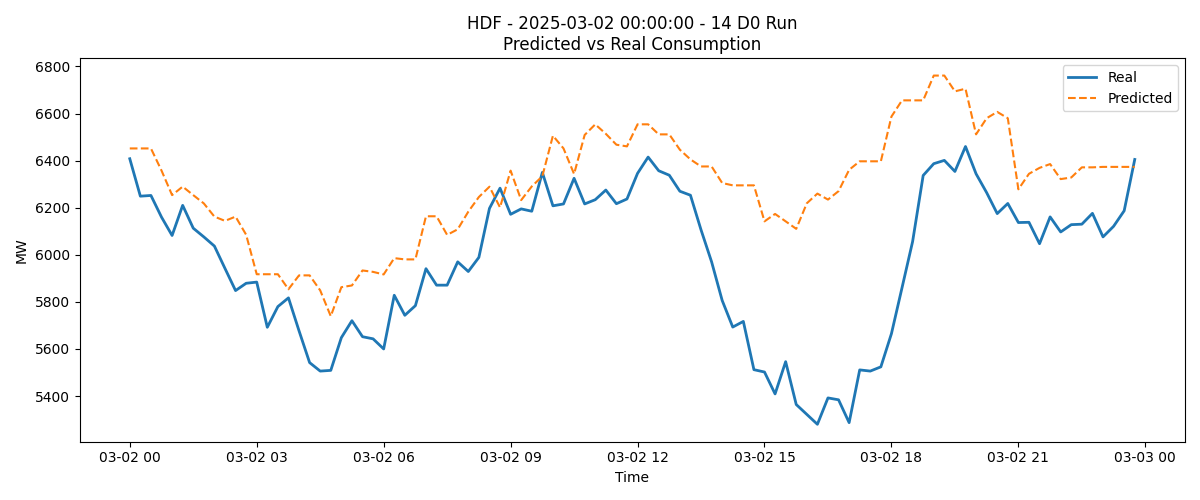 HDF - 2025-03-02 00:00:00 - 14 D0 Run
Predicted vs Real Consumption
Real
Predicted
MW
6800
6600
6400
6200
6000
5800
5600
5400
03-02 00
03-02 03
03-02 06
03-02 09
03-02 12
03-02 15
03-02 18
03-02 21
03-03 00
Time